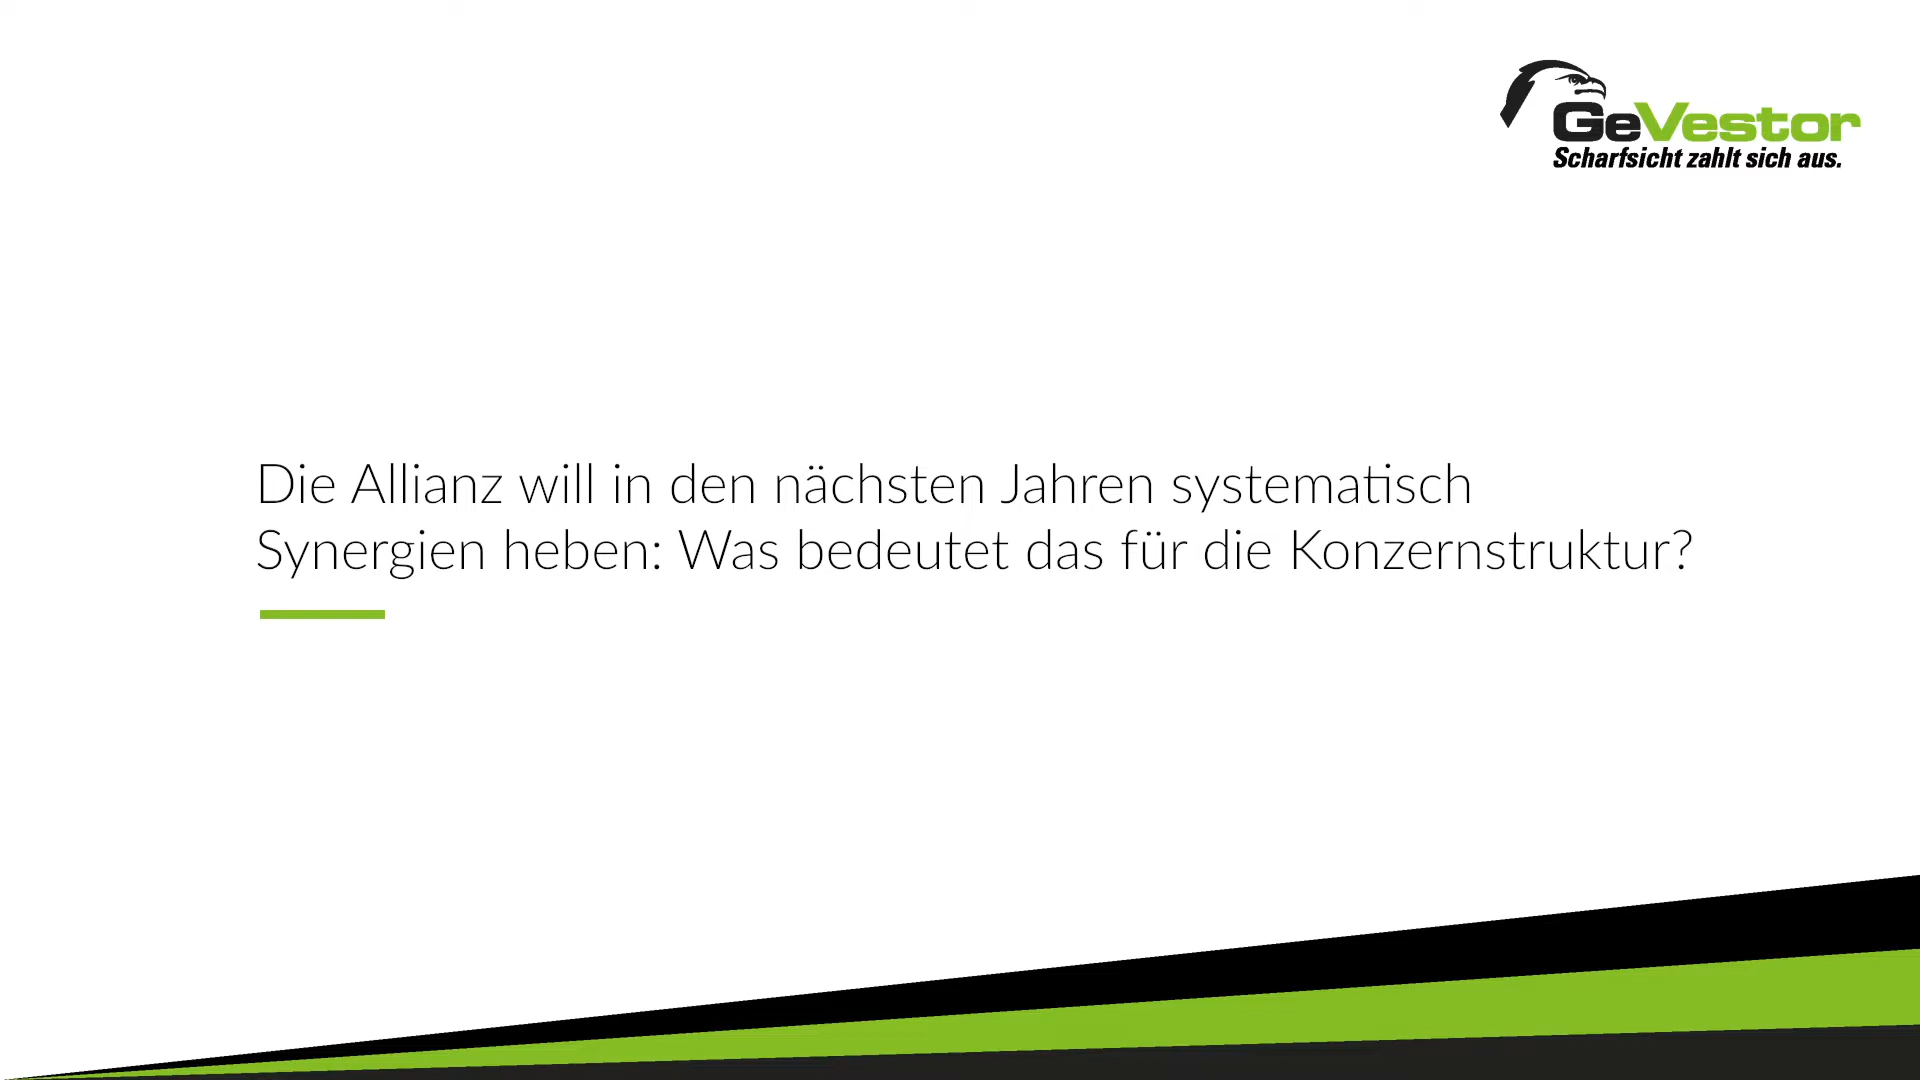 GeVestor
Scharfsicht zahlt sich aus.
Die Allianz will in den nächsten Jahren systematisch
Synergien heben: Was bedeutet das für die Konzernstruktur?